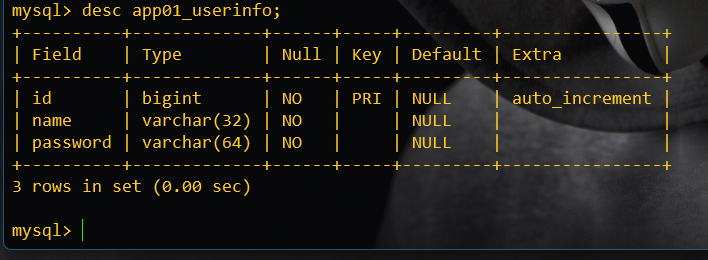 mysql> desc app01_userinfo;
+----------+-------------+------+-----+---------+----------------+
| Field    | Type        | Null | Key | Default | Extra          |
+----------+-------------+------+-----+---------+----------------+
| id       | bigint      | NO   | PRI | NULL    | auto_increment |
| name     | varchar(32) | NO   |     | NULL    |                |
| password | varchar(64) | NO   |     | NULL    |                |
+----------+-------------+------+-----+---------+----------------+
3 rows in set (0.00 sec)
mysql>